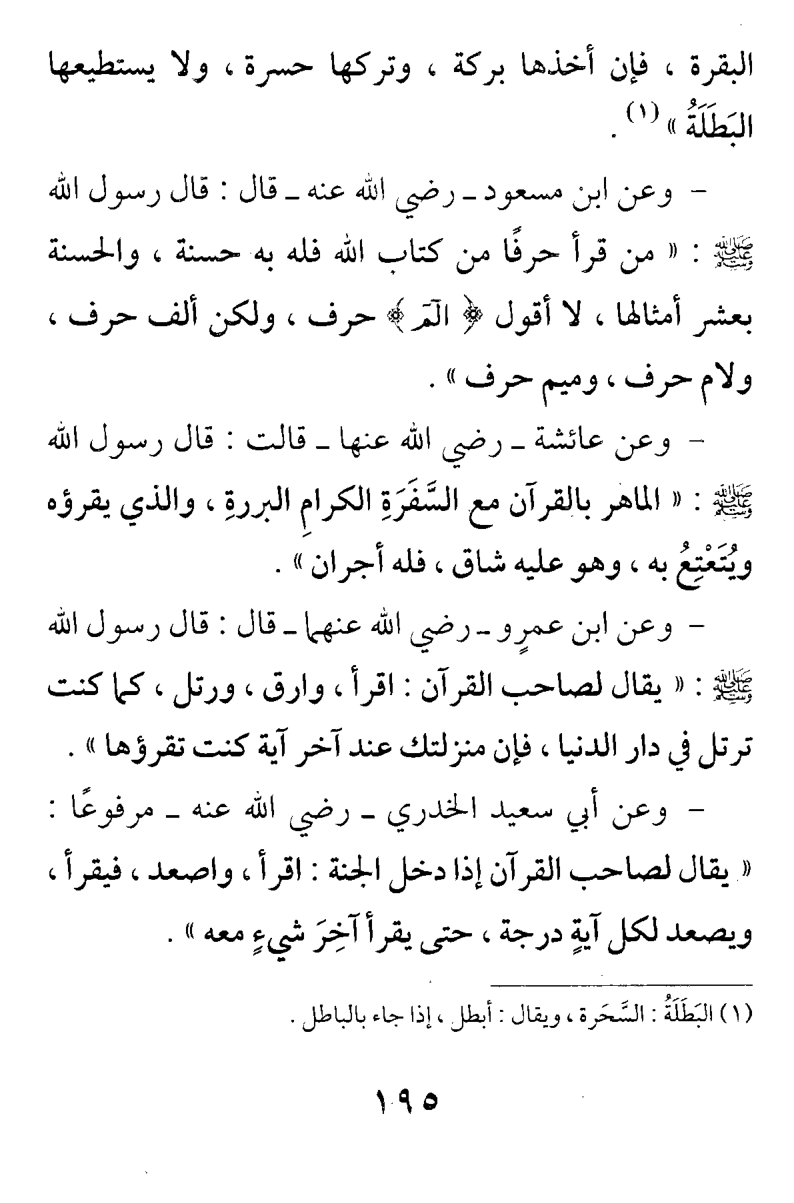 البقرة ، فإن أخذها بركة ، وتركها حسرة ، ولا يستطيعها
البَطَلَةُ » (١) .
– وعن ابن مسعود ـ رضي الله عنه ـ قال : قال رسول الله
ﷺ : « من قرأ حرفًا من كتاب الله فله به حسنة ، والحسنة
بعشر أمثالها ، لا أقول ﴿ الٓمٓ ﴾ حرف ، ولكن ألف حرف ،
ولام حرف ، وميم حرف » .
– وعن عائشة ـ رضي الله عنها ـ قالت : قال رسول الله
ﷺ : « الماهر بالقرآن مع السَّفَرَةِ الكرامِ البررةِ ، والذي يقرؤه
ويُتَعْتِعُ به ، وهو عليه شاق ، فله أجران » .
– وعن ابن عمرٍو ـ رضي الله عنهما ـ قال : قال رسول الله
ﷺ : « يقال لصاحب القرآن : اقرأ ، وارق ، ورتل ، كما كنت
ترتل في دار الدنيا ، فإن منزلتك عند آخر آية كنت تقرؤها » .
– وعن أبي سعيد الخدري ـ رضي الله عنه ـ مرفوعًا :
« يقال لصاحب القرآن إذا دخل الجنة : اقرأ ، واصعد ، فيقرأ ،
ويصعد لكل آيةٍ درجة ، حتى يقرأ آخِرَ شيءٍ معه » .
(١) البَطَلَةُ : السَّحَرة ، ويقال : أبطل ، إذا جاء بالباطل .
١٩٥